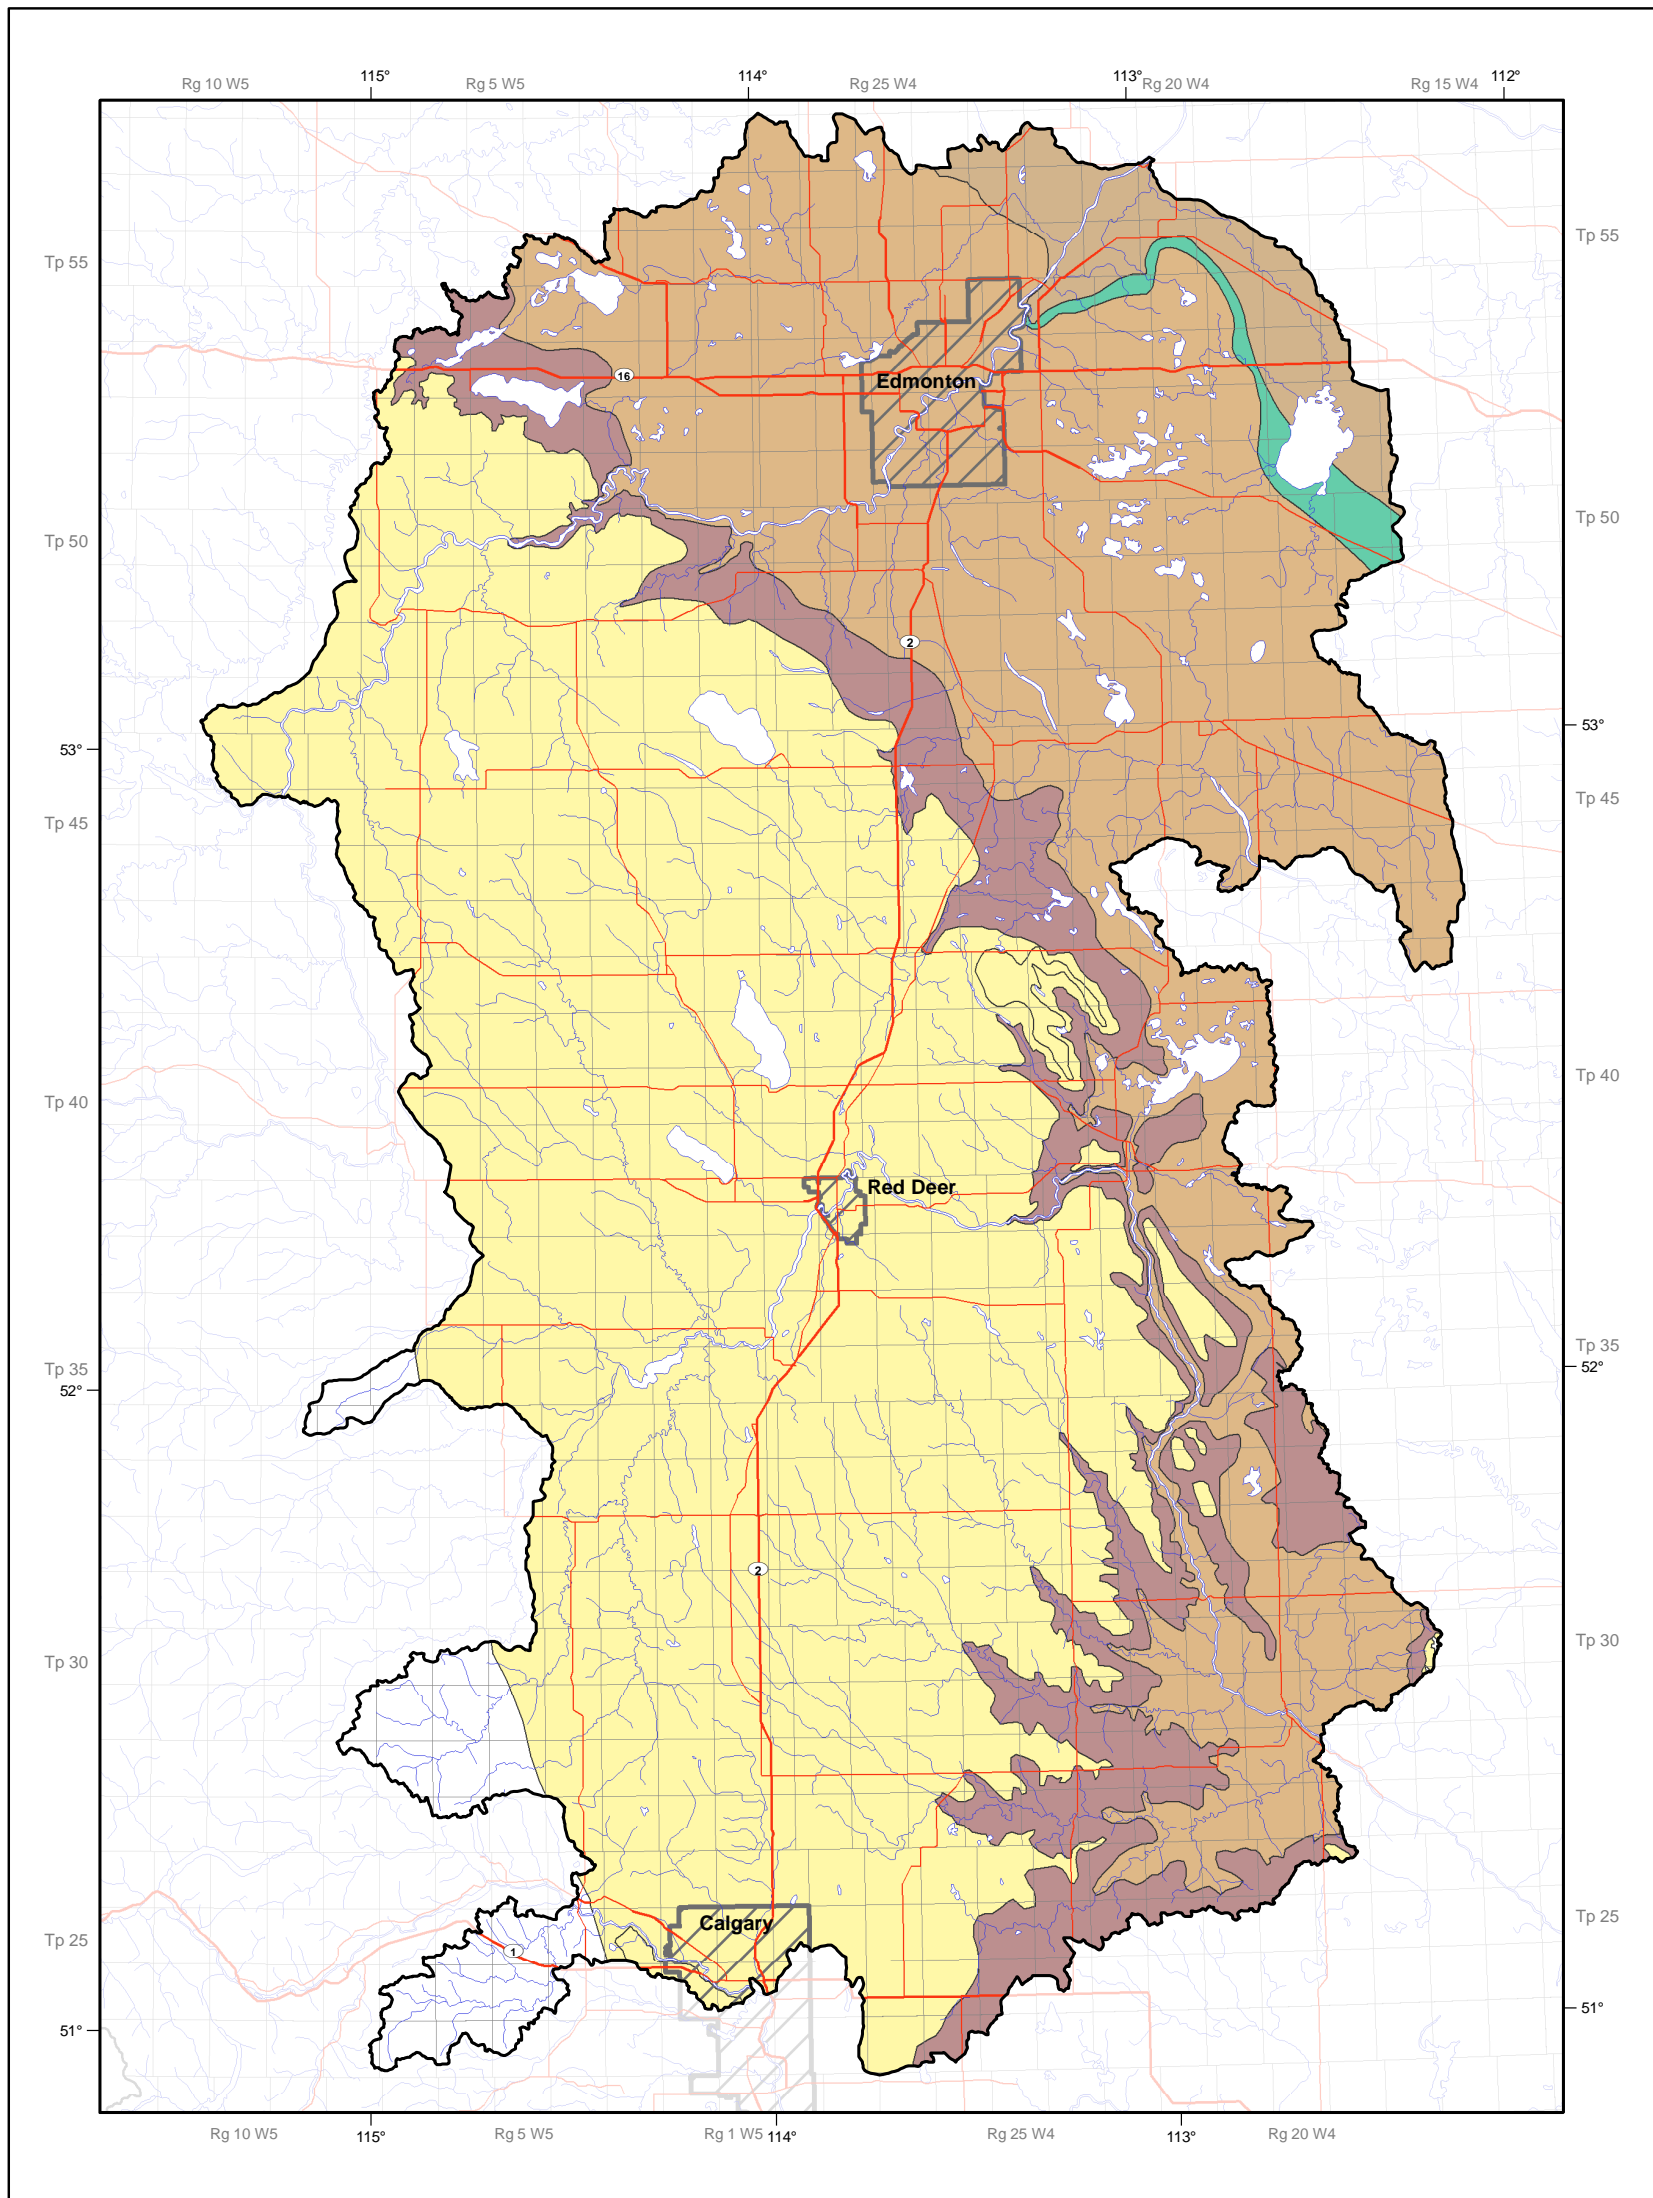 115° 114° 113° 112°
Rg 10 W5 Rg 5 W5 Rg 25 W4 Rg 20 W4 Rg 15 W4
Tp 55 Tp 55
16
Edmonton
Tp 50 Tp 50
2
53° 53°
Tp 45 Tp 45
Tp 40 Tp 40
Red Deer
Tp 35 Tp 35
52° 52°
2
Tp 30 Tp 30
Calgary
Tp 25 Tp 25
1
51° 51°
Rg 10 W5 115° Rg 5 W5 Rg 1 W5 114° Rg 25 W4 113° Rg 20 W4